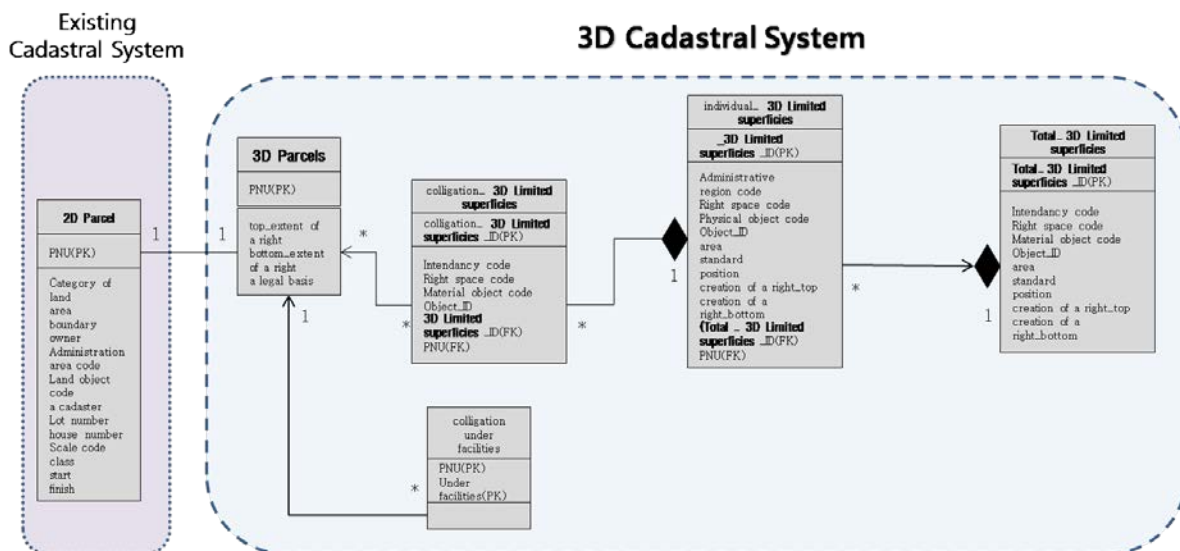 Existing
Cadastral System
3D Cadastral System
2D Parcel
PNU(PK)
Category of
land
area
boundary
owner
Administration
area code
Land object
code
a cadaster
Lot number
house number
Scale code
class
start
finish
1
1
3D Parcels
PNU(PK)
top_extent of
a right
bottom_extent
of a right
a legal basis
*
1
colligation_ 3D Limited
superficies
colligation_ 3D Limited
superficies _ID(PK)
Intendancy code
Right space code
Material object code
Object_ID
3D Limited
superficies _ID(FK)
PNU(FK)
*
*
colligation
under
facilities
PNU(PK)
Under
facilities(PK)
*
individual_ 3D Limited
superficies
_3D Limited
superficies _ID(PK)
Administrative
region code
Right space code
Physical object code
Object_ID
area
standard
position
creation of a right_top
creation of a
right_bottom
(Total _ 3D Limited
superficies _ID(FK)
PNU(FK)
1
*
Total_ 3D Limited
superficies
Total_ 3D Limited
superficies _ID(PK)
Intendancy code
Right space code
Material object code
Object_ID
area
standard
position
creation of a right_top
creation of a
right_bottom
1